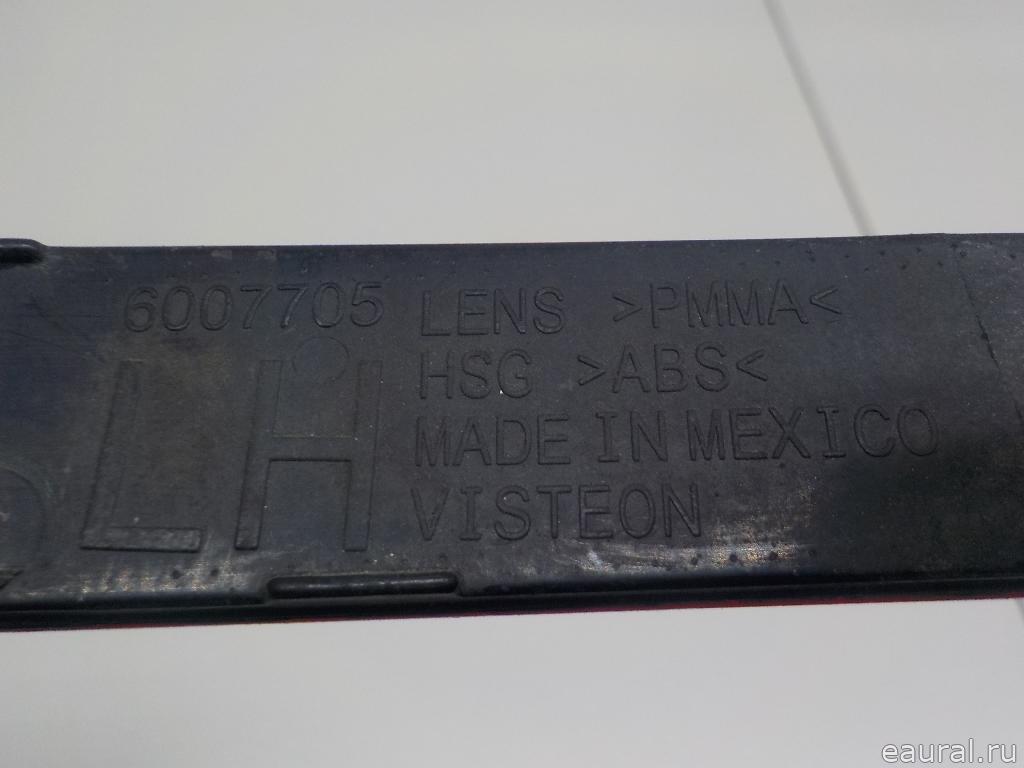 6007705
LH
LENS >PMMA<
HSG >ABS<
MADE IN MEXICO
VISTEON
eaural.ru